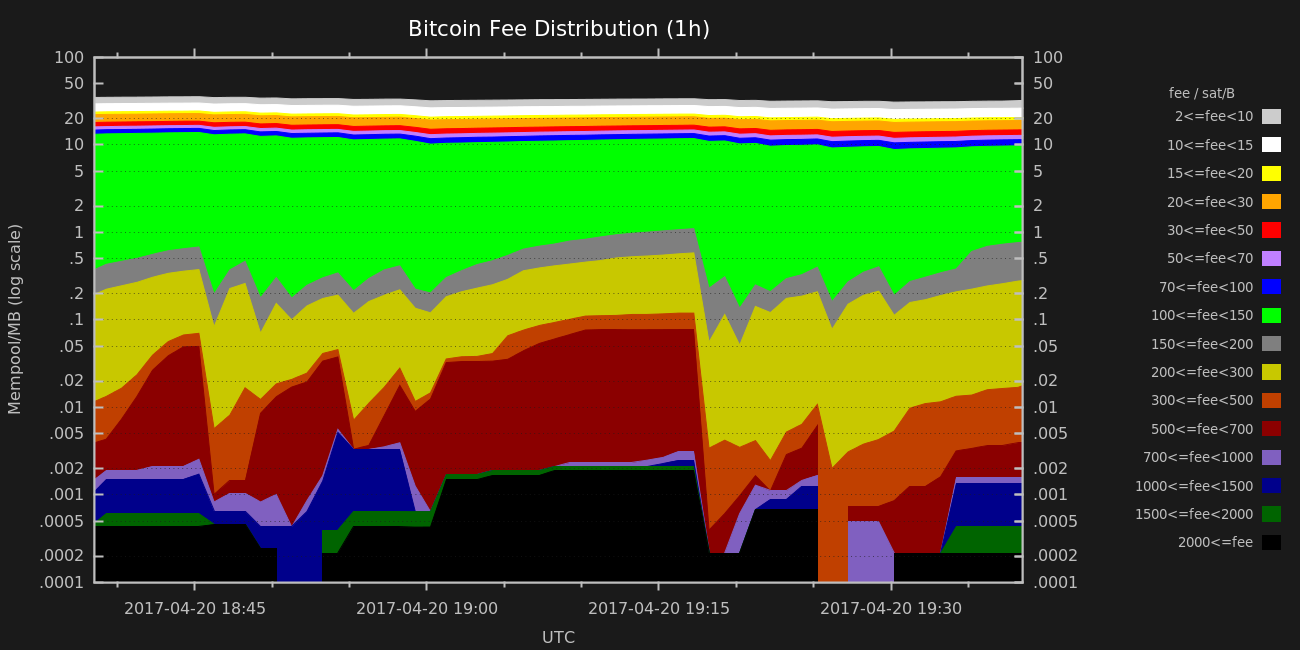 Bitcoin Fee Distribution (1h)
Mempool/MB (log scale)
100
50
20
10
5
2
1
.5
.2
.1
.05
.02
.01
.005
.002
.001
.0005
.0002
.0001
100
50
20
10
5
2
1
.5
.2
.1
.05
.02
.01
.005
.002
.001
.0005
.0002
.0001
2017-04-20 18:45 2017-04-20 19:00 2017-04-20 19:15 2017-04-20 19:30
UTC
fee / sat/B
2<=fee<10
10<=fee<15
15<=fee<20
20<=fee<30
30<=fee<50
50<=fee<70
70<=fee<100
100<=fee<150
150<=fee<200
200<=fee<300
300<=fee<500
500<=fee<700
700<=fee<1000
1000<=fee<1500
1500<=fee<2000
2000<=fee